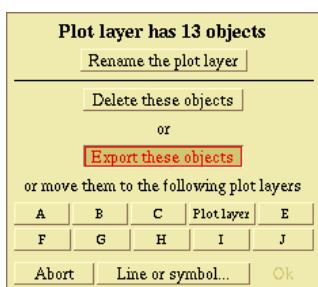 Plot layer has 13 objects
Rename the plot layer
Delete these objects
or
Export these objects
or move them to the following plot layers
A B C Plot layer E
F G H I J
Abort Line or symbol... Ok